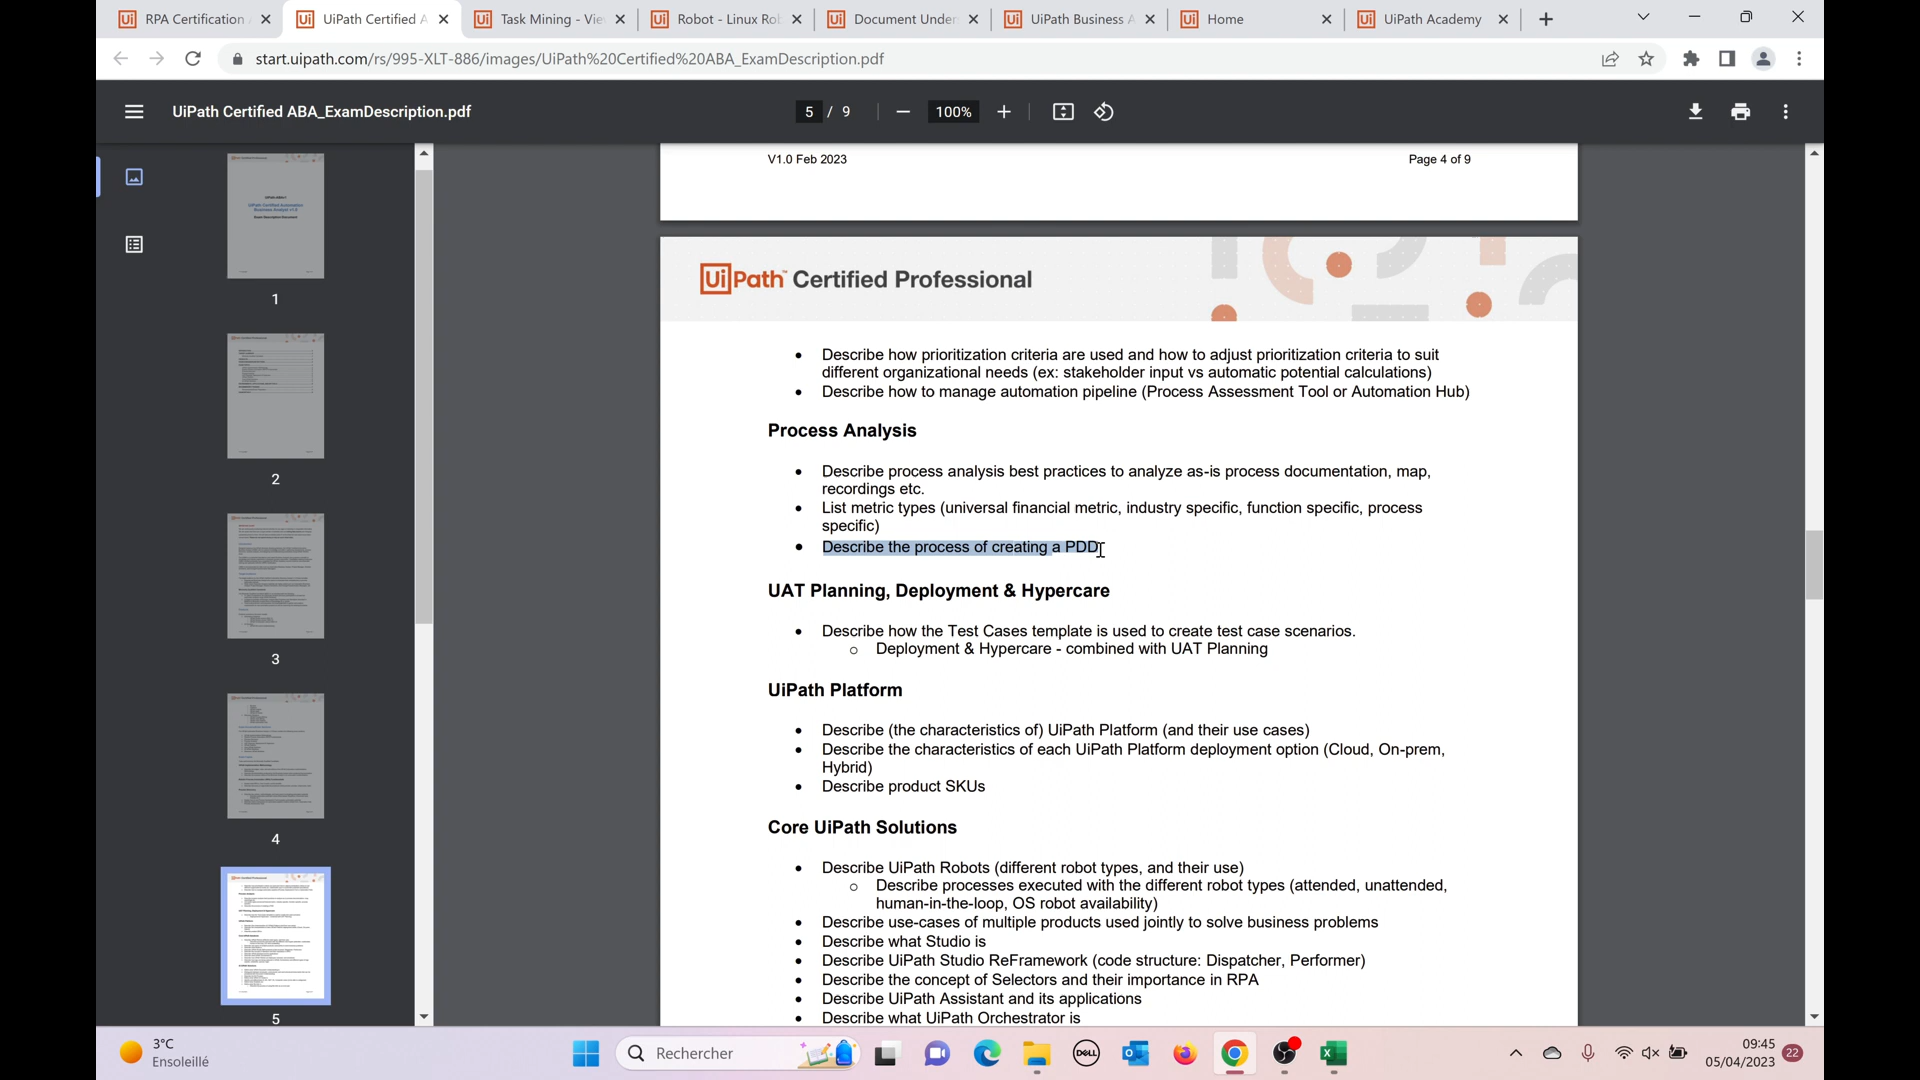 RPA Certification
UiPath Certified A
Task Mining - Vie
Robot - Linux Rob
Document Under
UiPath Business A
Home
UiPath Academy
start.uipath.com/rs/995-XLT-886/images/UiPath%20Certified%20ABA_ExamDescription.pdf
UiPath Certified ABA_ExamDescription.pdf
5 / 9
100%
1
2
3
4
5
V1.0 Feb 2023
Page 4 of 9
UiPath™ Certified Professional
• Describe how prioritization criteria are used and how to adjust prioritization criteria to suit
different organizational needs (ex: stakeholder input vs automatic potential calculations)
• Describe how to manage automation pipeline (Process Assessment Tool or Automation Hub)
Process Analysis
• Describe process analysis best practices to analyze as-is process documentation, map,
recordings etc.
• List metric types (universal financial metric, industry specific, function specific, process
specific)
• Describe the process of creating a PDD
UAT Planning, Deployment & Hypercare
• Describe how the Test Cases template is used to create test case scenarios.
o Deployment & Hypercare - combined with UAT Planning
UiPath Platform
• Describe (the characteristics of) UiPath Platform (and their use cases)
• Describe the characteristics of each UiPath Platform deployment option (Cloud, On-prem,
Hybrid)
• Describe product SKUs
Core UiPath Solutions
• Describe UiPath Robots (different robot types, and their use)
o Describe processes executed with the different robot types (attended, unattended,
human-in-the-loop, OS robot availability)
• Describe use-cases of multiple products used jointly to solve business problems
• Describe what Studio is
• Describe UiPath Studio ReFramework (code structure: Dispatcher, Performer)
• Describe the concept of Selectors and their importance in RPA
• Describe UiPath Assistant and its applications
• Describe what UiPath Orchestrator is
3°C
Ensoleillé
Rechercher
DELL
09:45
05/04/2023
22